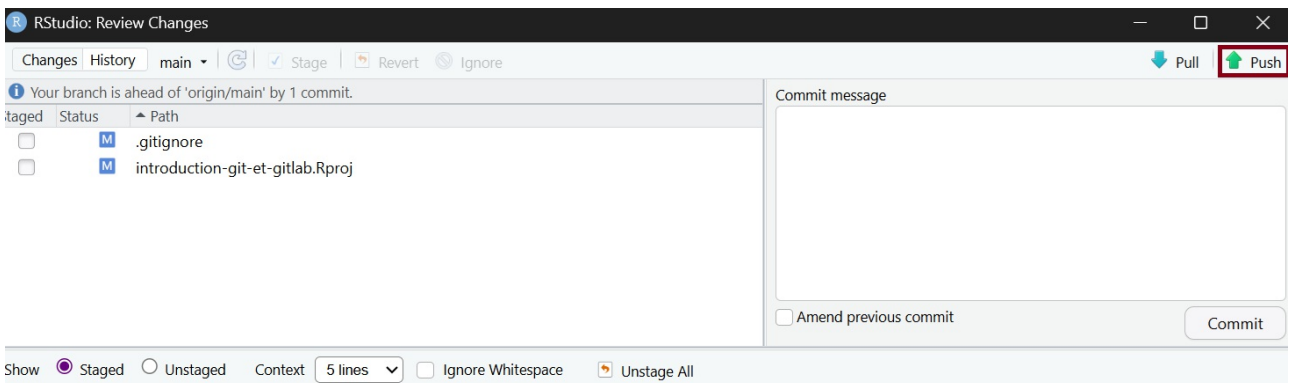 R RStudio: Review Changes
Changes History main Stage Revert Ignore Pull Push
Your branch is ahead of 'origin/main' by 1 commit.
Commit message
Status Path
M .gitignore
M introduction-git-et-gitlab.Rproj
Amend previous commit
Commit
Show Staged Unstaged Context 5 lines Ignore Whitespace Unstage All